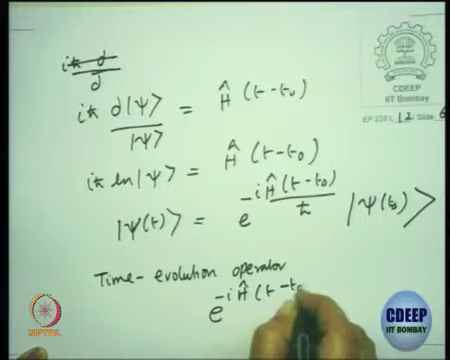 iħ d
d
iħ d|ψ⟩ / |ψ⟩ = Ĥ (t-t₀)
iħ ln|ψ⟩ = Ĥ (t-t₀)
|ψ(t)⟩ = e^{-iĤ(t-t₀)/ħ} |ψ(t₀)⟩
Time-evolution operator
e^{-iĤ(t-t₀
CDEEP
IIT Bombay
EP 228 L 12 / Slide 6
NPTEL
CDEEP
IIT BOMBAY